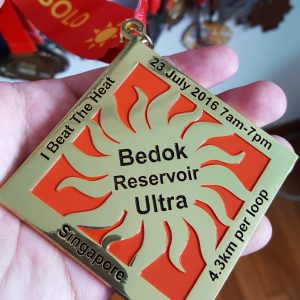 SOLO
I Beat The Heat
23 July 2016 7am-7pm
Bedok
Reservoir
Ultra
4.3km per loop
Singapore